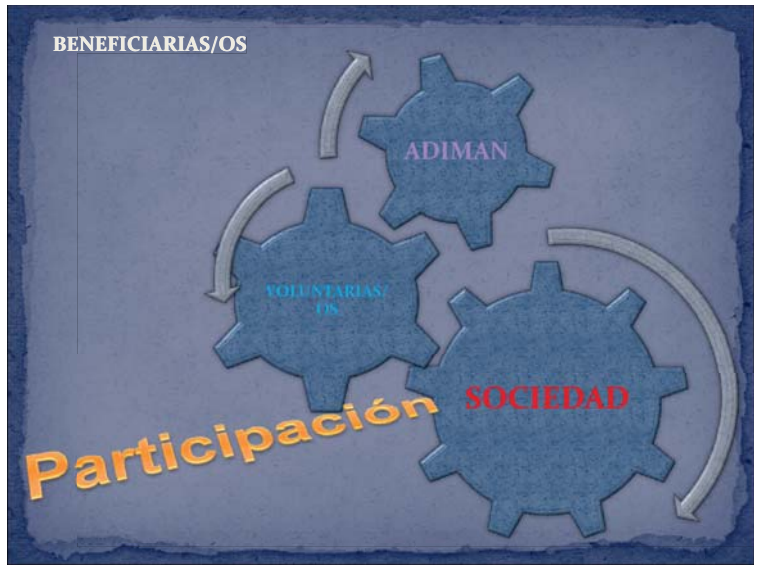 BENEFICIARIAS/OS
ADIMAN
VOLUNTARIAS/
OS
SOCIEDAD
Participación